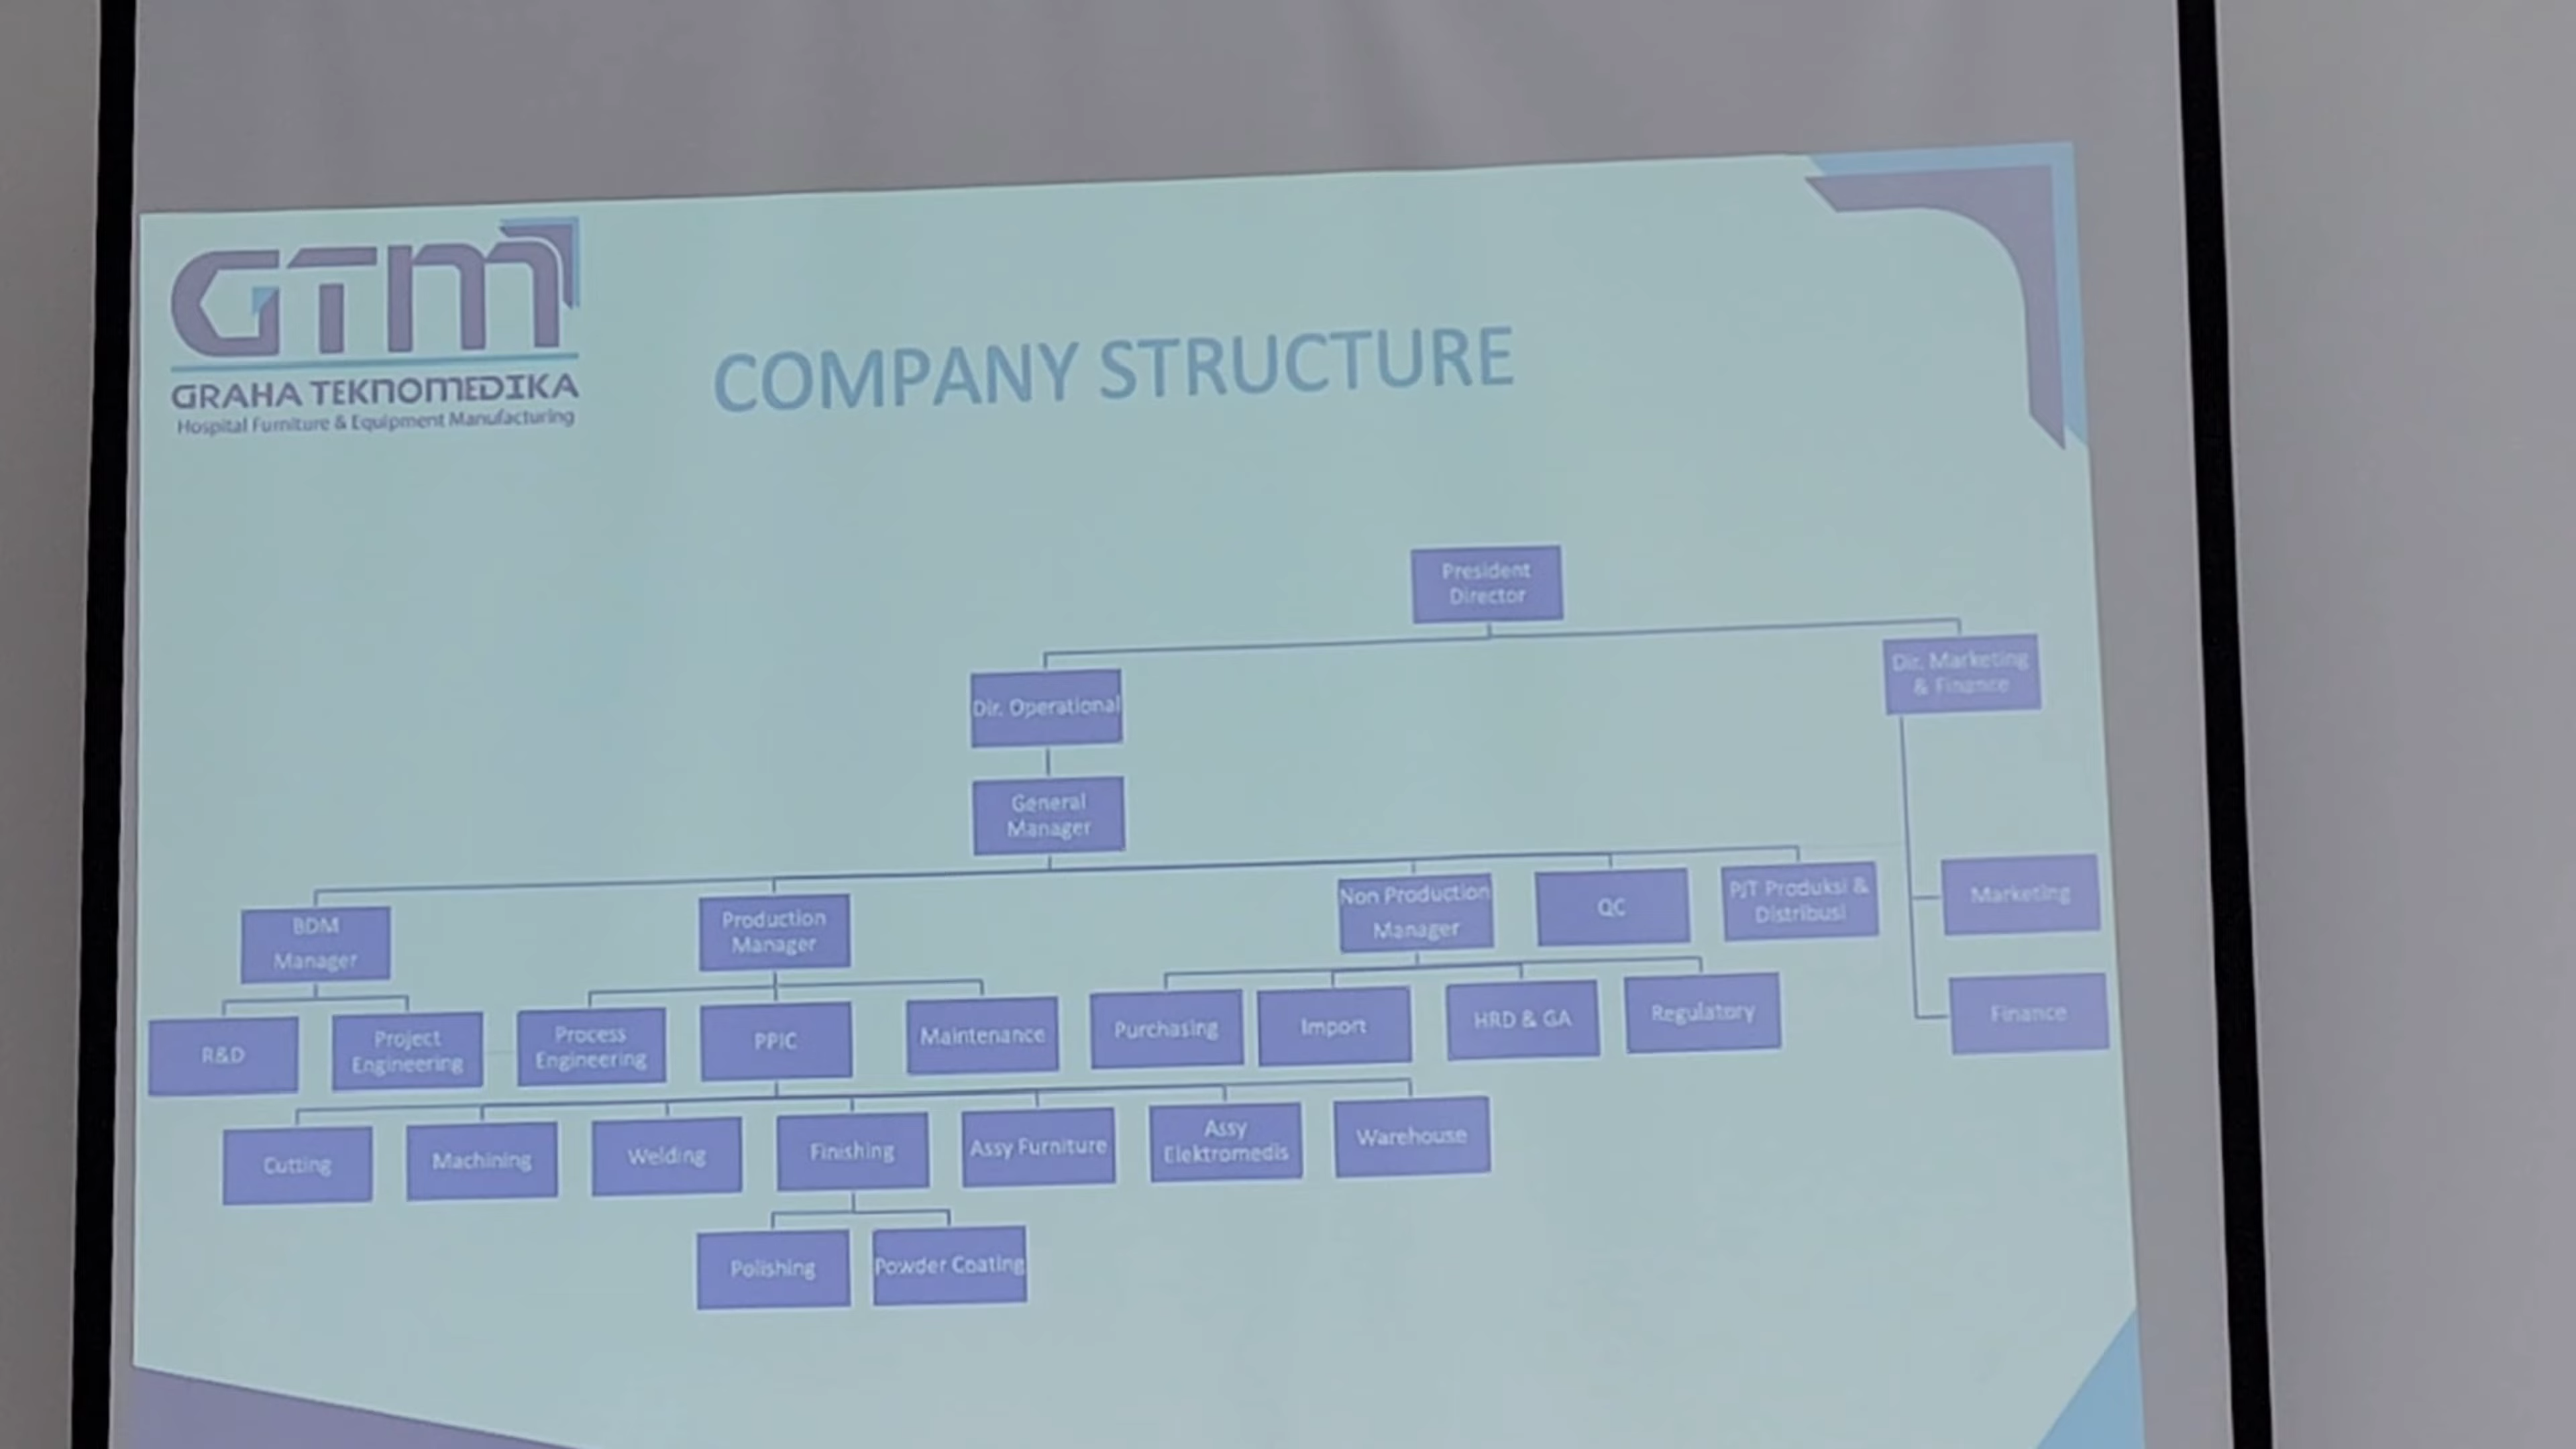 GTM
GRAHA TEKNOMEDIKA
Hospital Furniture & Equipment Manufacturing
COMPANY STRUCTURE
President
Director
Dir. Operational
Dir. Marketing
& Finance
General
Manager
BDM
Manager
Production
Manager
Non Production
Manager
QC
PJT Produksi &
Distribusi
Marketing
R&D
Project
Engineering
Process
Engineering
PPIC
Maintenance
Purchasing
Import
HRD & GA
Regulatory
Finance
Cutting
Machining
Welding
Finishing
Assy Furniture
Assy
Elektromedis
Warehouse
Polishing
Powder Coating